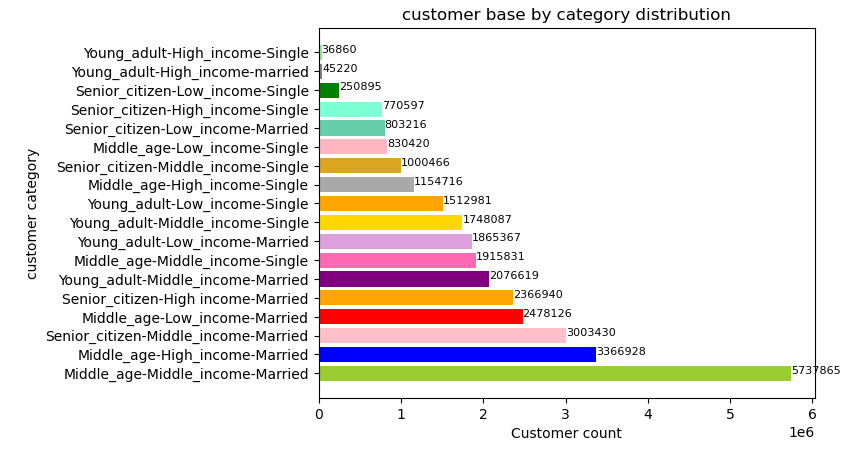 customer base by category distribution
customer category
Young_adult-High_income-Single 36860
Young_adult-High_income-married 45220
Senior_citizen-Low_income-Single 250895
Senior_citizen-High_income-Single 770597
Senior_citizen-Low_income-Married 803216
Middle_age-Low_income-Single 830420
Senior_citizen-Middle_income-Single 1000466
Middle_age-High_income-Single 1154716
Young_adult-Low_income-Single 1512981
Young_adult-Middle_income-Single 1748087
Young_adult-Low_income-Married 1865367
Middle_age-Middle_income-Single 1915831
Young_adult-Middle_income-Married 2076619
Senior_citizen-High income-Married 2366940
Middle_age-Low_income-Married 2478126
Senior_citizen-Middle_income-Married 3003430
Middle_age-High_income-Married 3366928
Middle_age-Middle_income-Married 5737865
0 1 2 3 4 5 6
1e6
Customer count